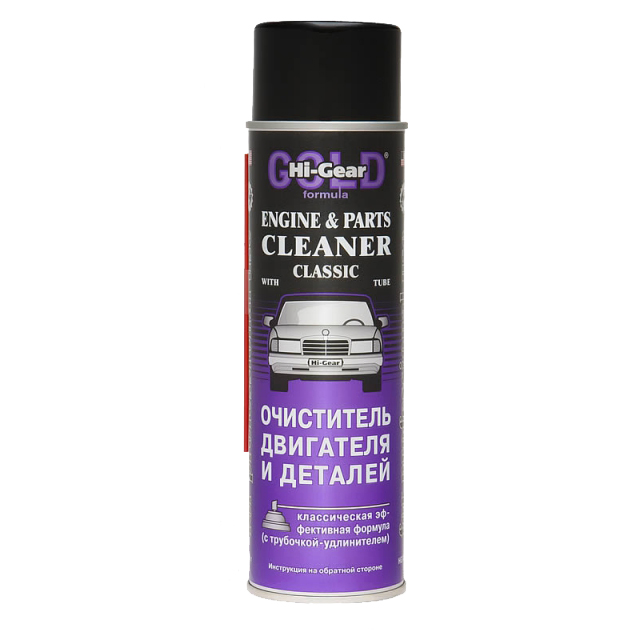 GOLD®
Hi-Gear
formula
ENGINE & PARTS
CLEANER
CLASSIC
WITH TUBE
Hi-Gear
ОЧИСТИТЕЛЬ
ДВИГАТЕЛЯ
И ДЕТАЛЕЙ
классическая эф-
фективная формула
(с трубочкой-удлинителем)
Инструкция на обратной стороне